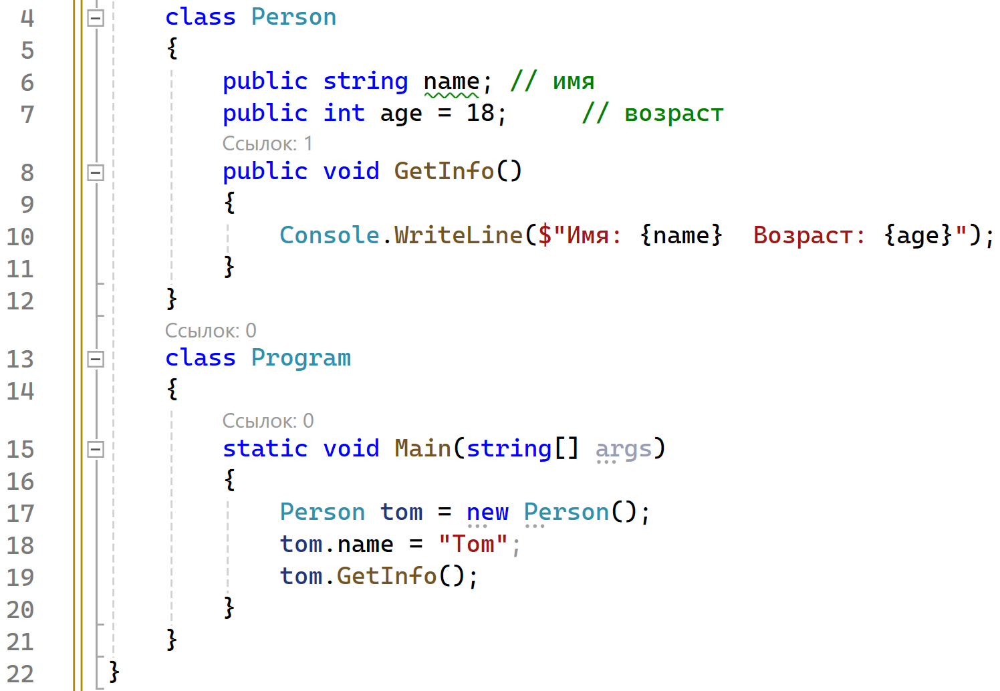 4 class Person
5 {
6 public string name; // имя
7 public int age = 18; // возраст
Ссылок: 1
8 public void GetInfo()
9 {
10 Console.WriteLine($"Имя: {name}  Возраст: {age}");
11 }
12 }
Ссылок: 0
13 class Program
14 {
Ссылок: 0
15 static void Main(string[] args)
16 {
17 Person tom = new Person();
18 tom.name = "Tom";
19 tom.GetInfo();
20 }
21 }
22 }